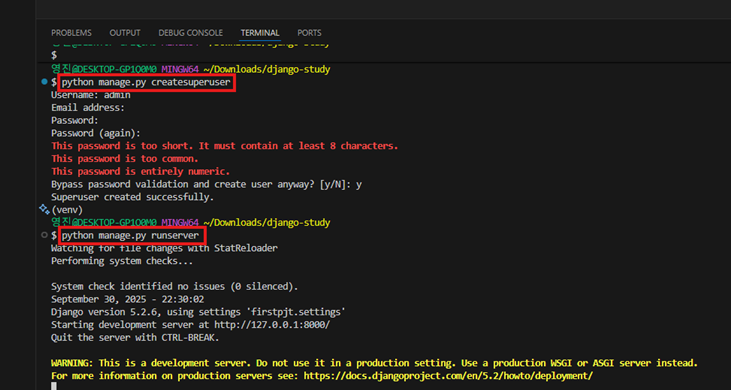 PROBLEMS OUTPUT DEBUG CONSOLE TERMINAL PORTS
$
영진@DESKTOP-GP1O0M0 MINGW64 ~/Downloads/django-study
$ python manage.py createsuperuser
Username: admin
Email address:
Password:
Password (again):
This password is too short. It must contain at least 8 characters.
This password is too common.
This password is entirely numeric.
Bypass password validation and create user anyway? [y/N]: y
Superuser created successfully.
(venv)
영진@DESKTOP-GP1O0M0 MINGW64 ~/Downloads/django-study
$ python manage.py runserver
Watching for file changes with StatReloader
Performing system checks...
System check identified no issues (0 silenced).
September 30, 2025 - 22:30:02
Django version 5.2.6, using settings 'firstpjt.settings'
Starting development server at http://127.0.0.1:8000/
Quit the server with CTRL-BREAK.
WARNING: This is a development server. Do not use it in a production setting. Use a production WSGI or ASGI server instead.
For more information on production servers see: https://docs.djangoproject.com/en/5.2/howto/deployment/